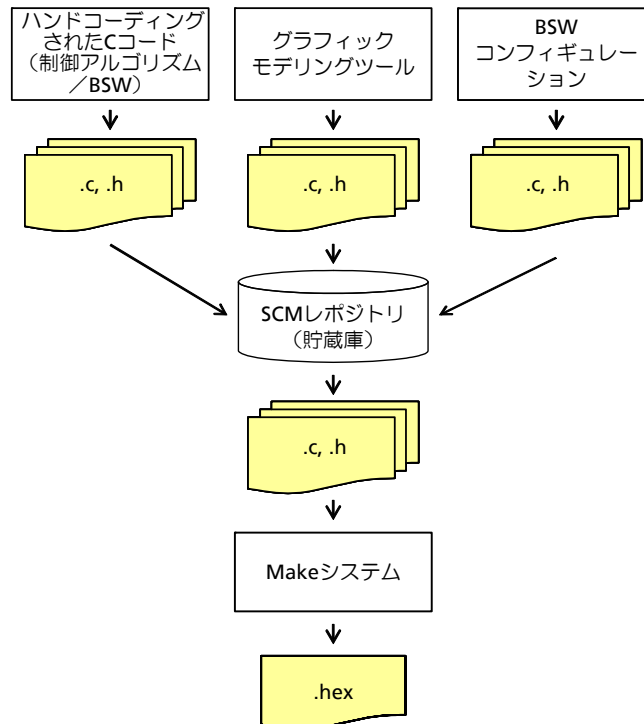 ハンドコーディング
されたCコード
（制御アルゴリズム
／BSW）
グラフィック
モデリングツール
BSW
コンフィギュレー
ション
.c, .h
.c, .h
.c, .h
SCMレポジトリ
（貯蔵庫）
.c, .h
Makeシステム
.hex